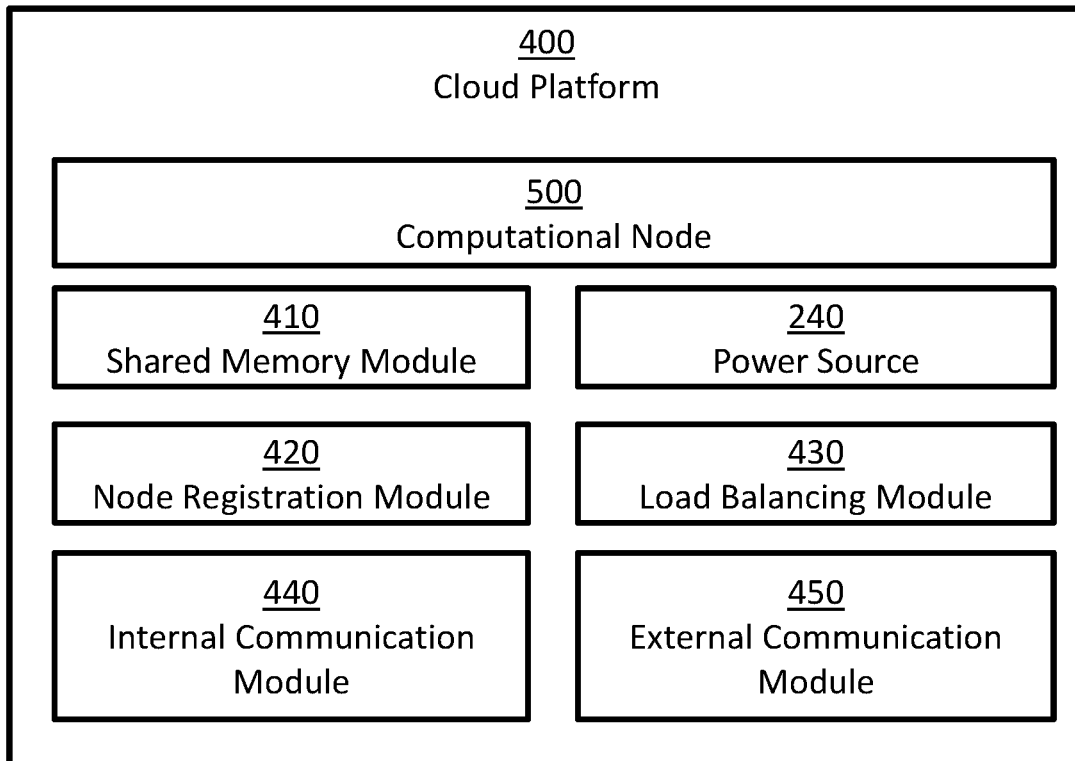 400
Cloud Platform
500
Computational Node
410
Shared Memory Module
240
Power Source
420
Node Registration Module
430
Load Balancing Module
440
Internal Communication
Module
450
External Communication
Module